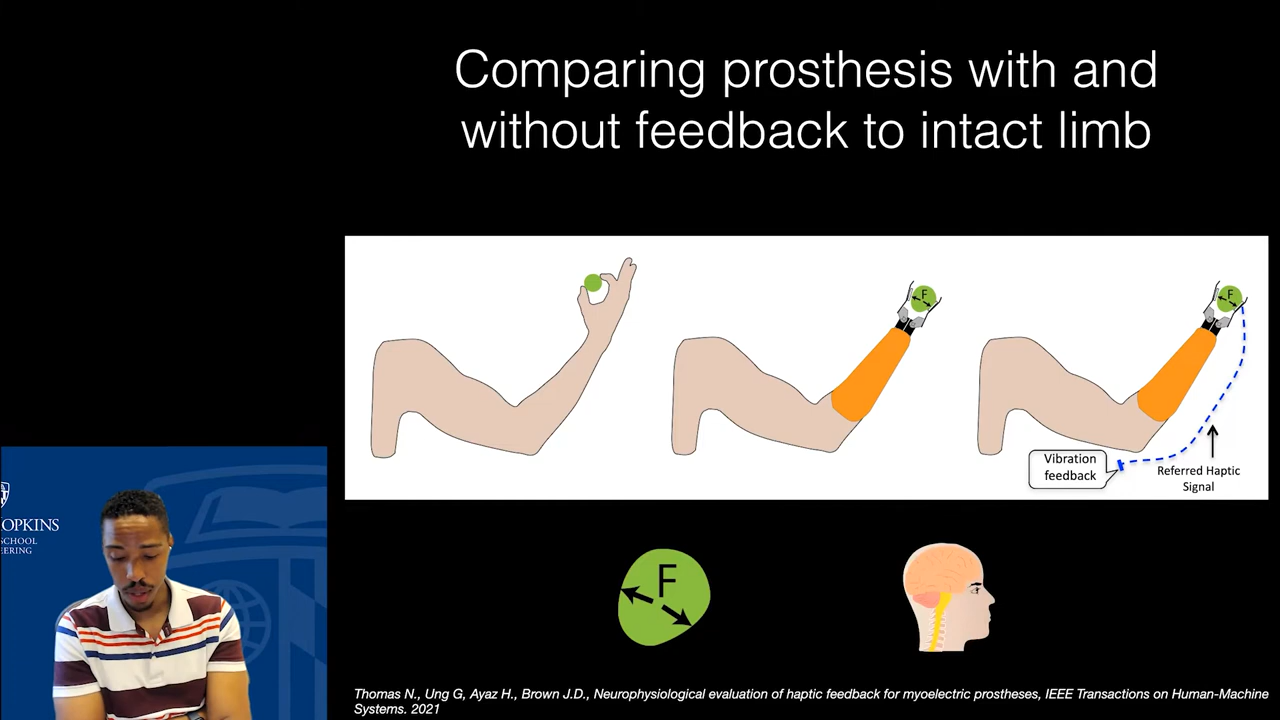 Comparing prosthesis with and
without feedback to intact limb
F
F
Vibration
feedback
Referred Haptic
Signal
OPKINS
SCHOOL
EERING
F
Thomas N., Ung G, Ayaz H., Brown J.D., Neurophysiological evaluation of haptic feedback for myoelectric prostheses, IEEE Transactions on Human-Machine
Systems. 2021